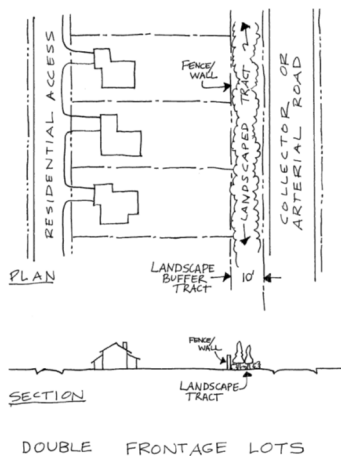 RESIDENTIAL ACCESS
FENCE/
WALL
LANDSCAPED TRACT
COLLECTOR OR
ARTERIAL ROAD
PLAN
LANDSCAPE
BUFFER
TRACT
10'
FENCE/
WALL
LANDSCAPE
TRACT
SECTION
DOUBLE FRONTAGE LOTS